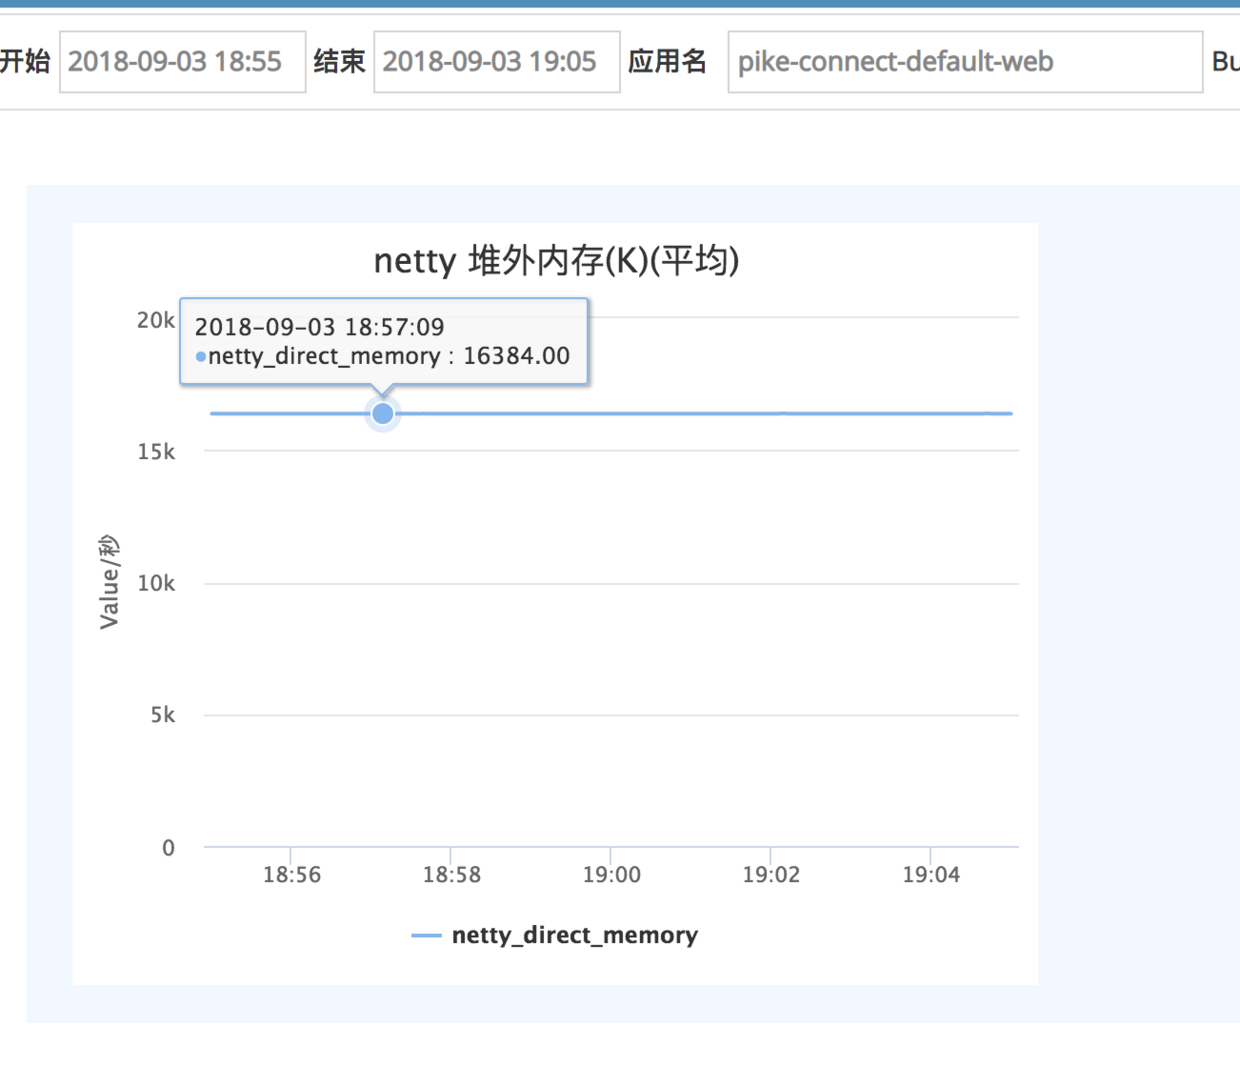 开始 2018-09-03 18:55 结束 2018-09-03 19:05 应用名 pike-connect-default-web
netty 堆外内存(K)(平均)
2018-09-03 18:57:09
netty_direct_memory : 16384.00
20k
15k
10k
5k
0
Value/秒
18:56 18:58 19:00 19:02 19:04
netty_direct_memory